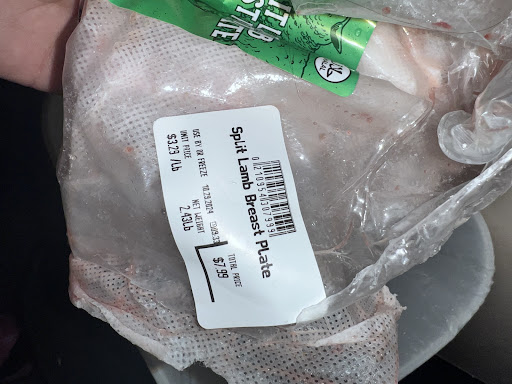 Split Lamb Breast Plate
USE BY OR FREEZE 10.29.2024
TOTAL PRICE
$7.99
UNIT PRICE
$3.29 /Lb
NET WEIGHT
2.43lb